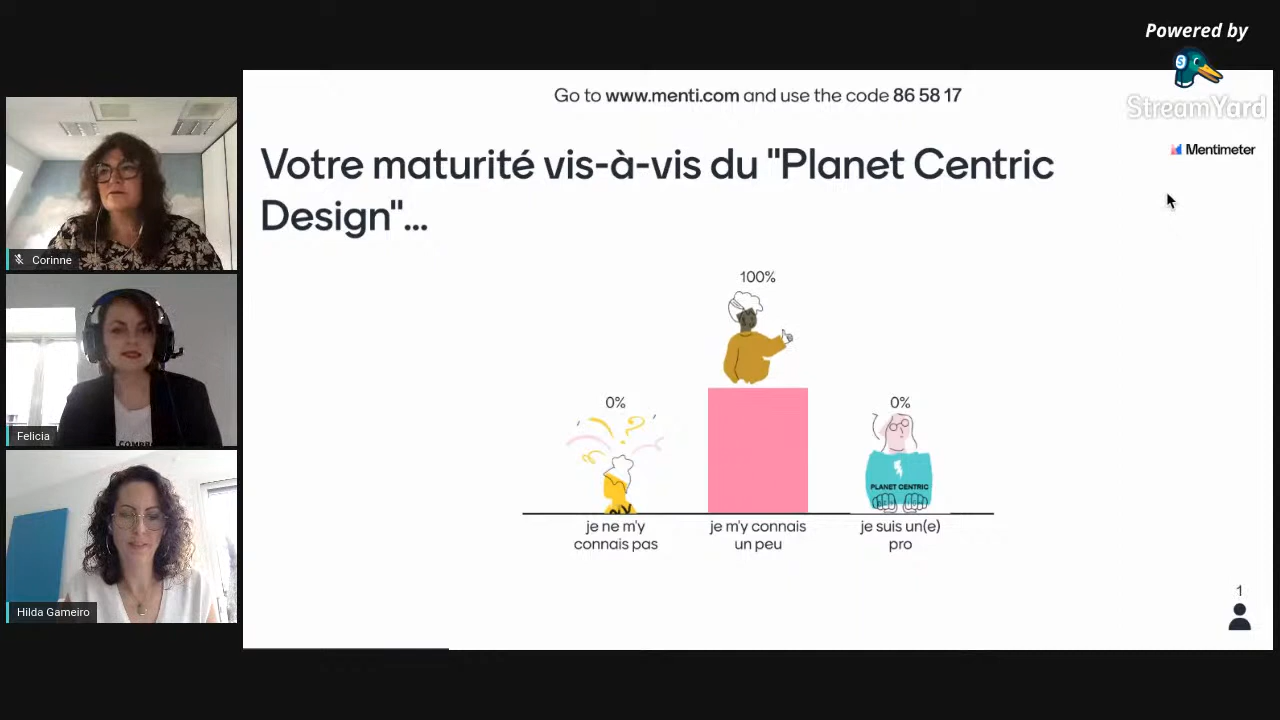 Powered by
StreamYard
Go to www.menti.com and use the code 86 58 17
Mentimeter
Votre maturité vis-à-vis du "Planet Centric
Design"...
100%
0%
0%
PLANET CENTRIC
je ne m'y
connais pas
je m'y connais
un peu
je suis un(e)
pro
1
Corinne
Felicia
Hilda Gameiro